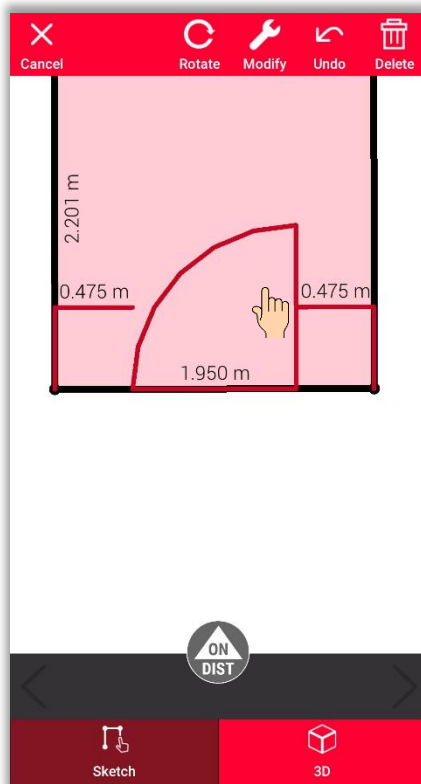 Cancel
Rotate
Modify
Undo
Delete
2.201 m
0.475 m
0.475 m
1.950 m
ON
DIST
Sketch
3D